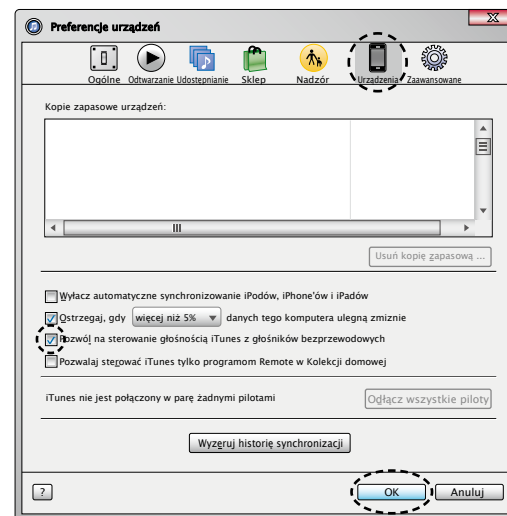 Preferencje urządzeń
Ogólne Odtwarzanie Udostępnianie Sklep Nadzór Urządzenia Zaawansowane
Kopie zapasowe urządzeń:
Usuń kopię zapasową ...
Wyłacz automatyczne synchronizowanie iPodów, iPhone'ów i iPadów
Ostrzegaj, gdy więcej niż 5% danych tego komputera ulegną zmiznie
Pozwól na sterowanie głośnością iTunes z głośników bezprzewodowych
Pozwalaj sterować iTunes tylko programom Remote w Kolekcji domowej
iTunes nie jest połączony w parę żadnymi pilotami
Odłącz wszystkie piloty
Wyzeruj historię synchronizacji
?
OK Anuluj